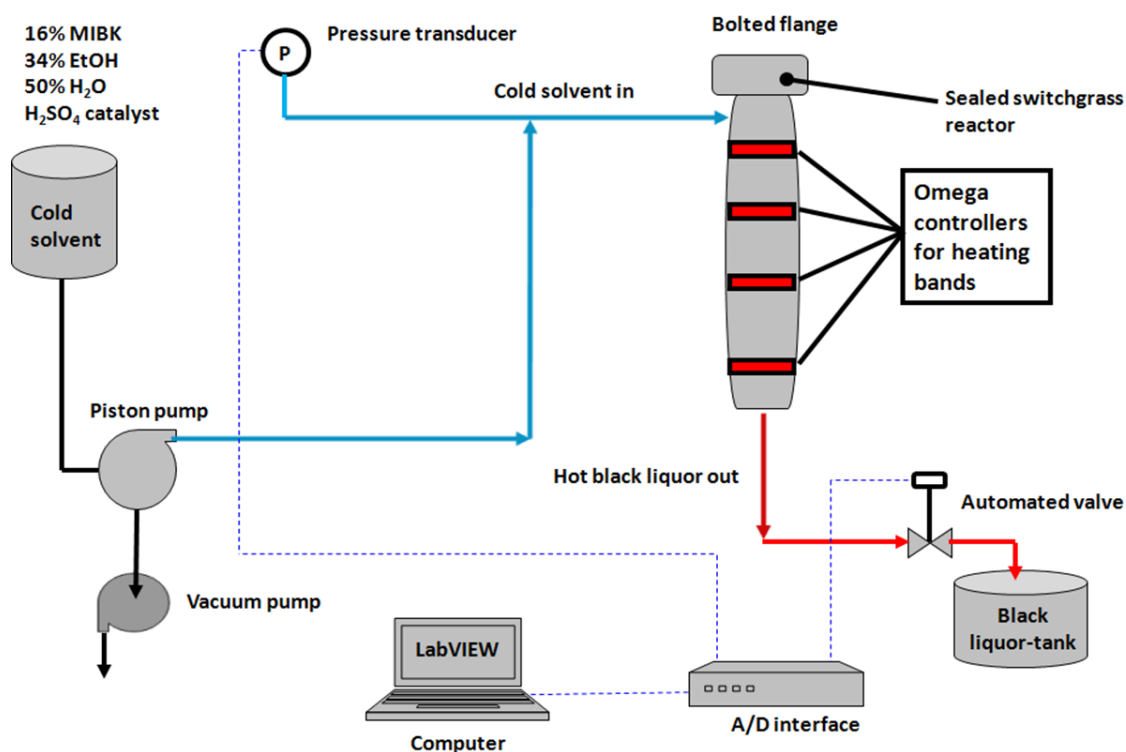 16% MIBK
34% EtOH
50% H₂O
H₂SO₄ catalyst
Cold
solvent
P
Pressure transducer
Cold solvent in
Bolted flange
Sealed switchgrass
reactor
Omega
controllers
for heating
bands
Piston pump
Hot black liquor out
Automated valve
Vacuum pump
LabVIEW
Black
liquor-tank
A/D interface
Computer